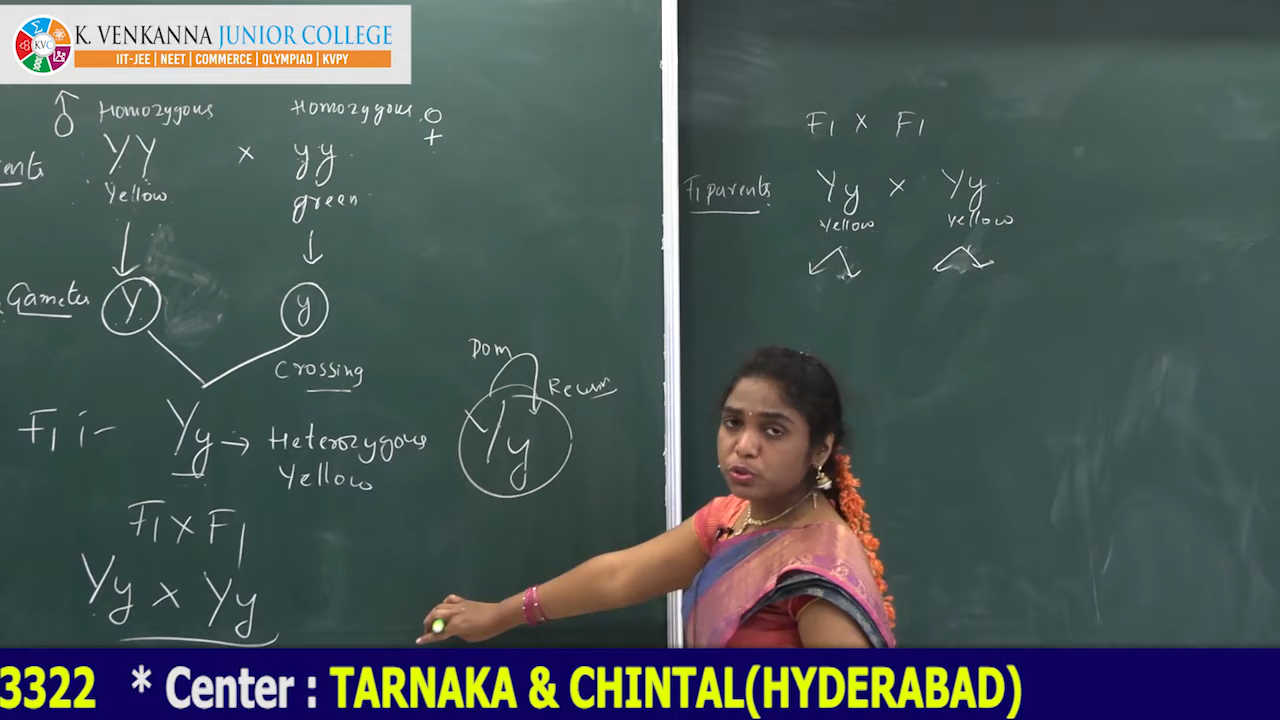 K. VENKANNA JUNIOR COLLEGE
KVC
IIT-JEE | NEET | COMMERCE | OLYMPIAD | KVPY
Homozygous Homozygous
YY × yy
Yellow green
Gametes Y y
Crossing
F1 :- Yy → Heterozygous
Yellow
F1 × F1
Yy × Yy
Dom
Yy
F1 × F1
F1 parents Yy × Yy
Yellow Yellow
3322 * Center : TARNAKA & CHINTAL(HYDERABAD)